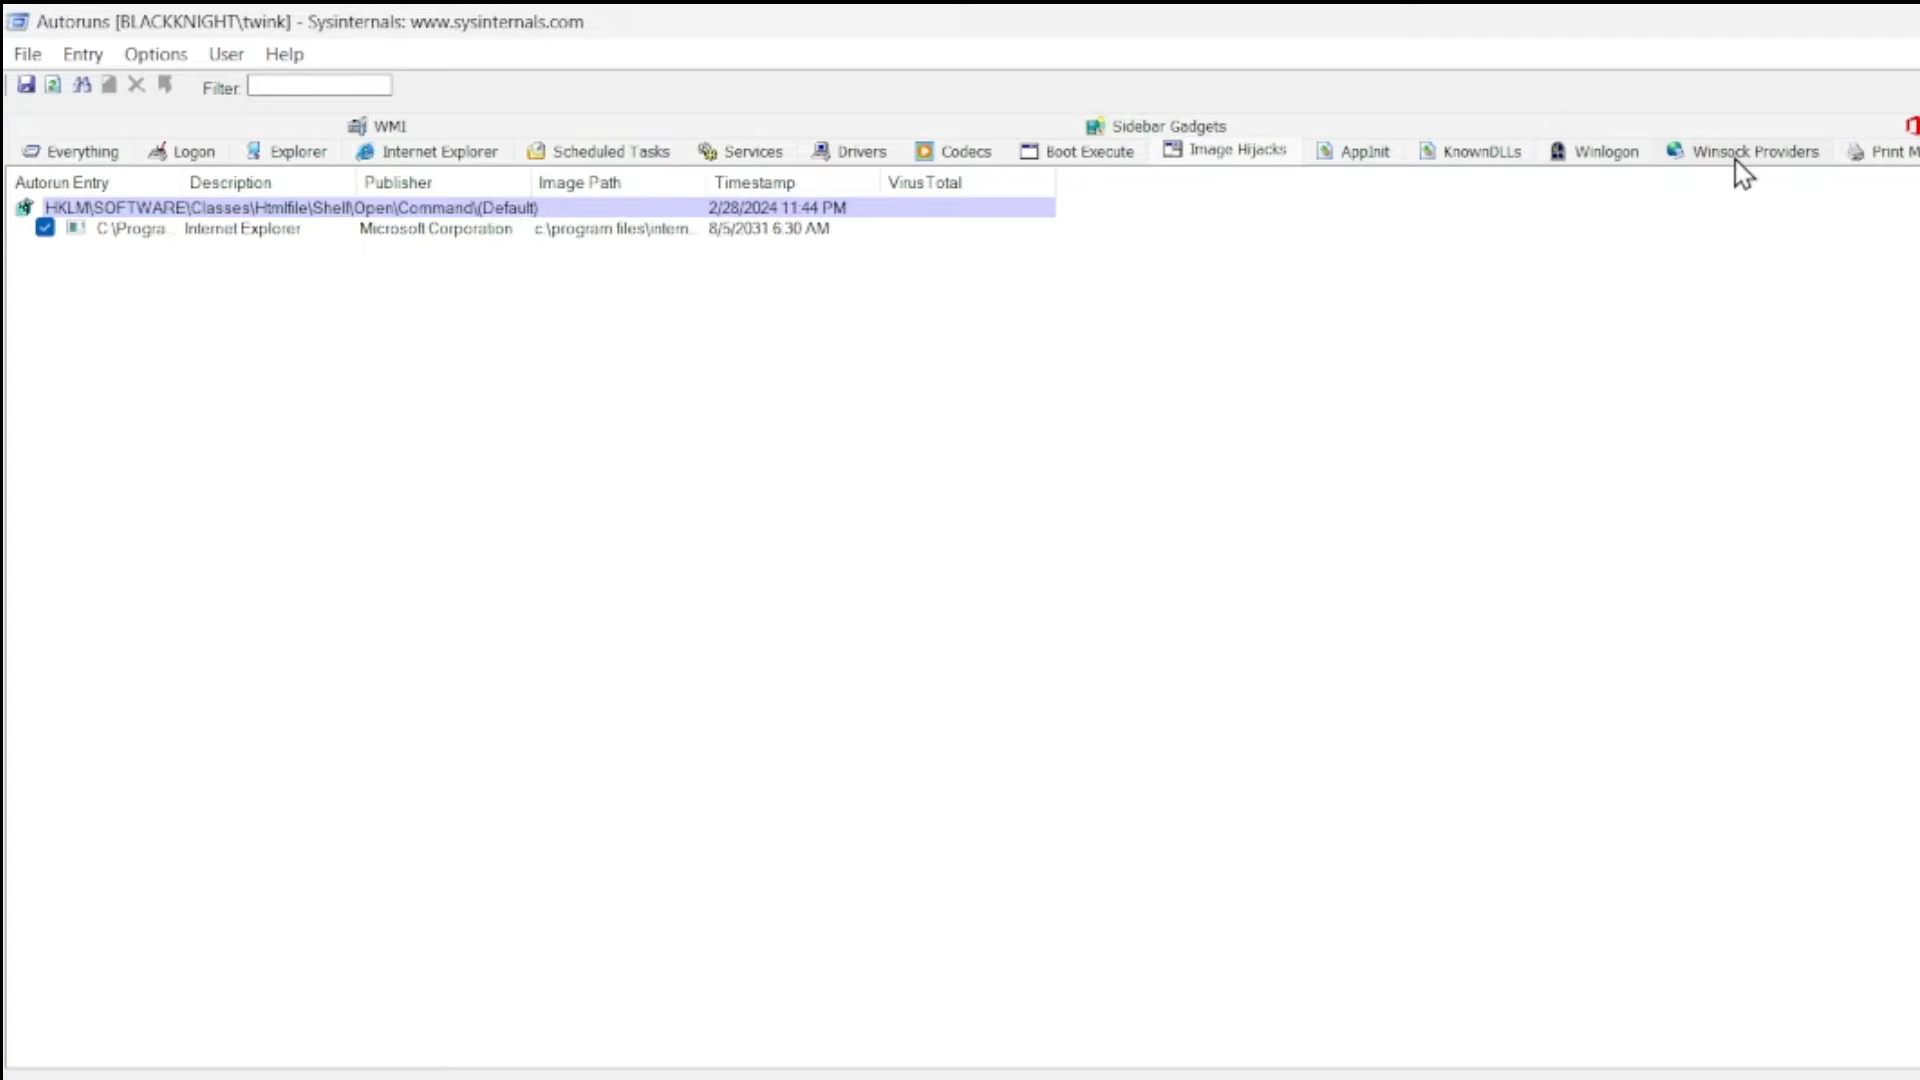 Autoruns [BLACKKNIGHT\twink] - Sysinternals: www.sysinternals.com
File Entry Options User Help
Filter:
WMI Sidebar Gadgets
Everything Logon Explorer Internet Explorer Scheduled Tasks Services Drivers Codecs Boot Execute Image Hijacks AppInit KnownDLLs Winlogon Winsock Providers Print M
Autorun Entry Description Publisher Image Path Timestamp VirusTotal
HKLM\SOFTWARE\Classes\Htmlfile\Shell\Open\Command\(Default) 2/28/2024 11:44 PM
C:\Progra... Internet Explorer Microsoft Corporation c:\program files\intern... 8/5/2031 6:30 AM